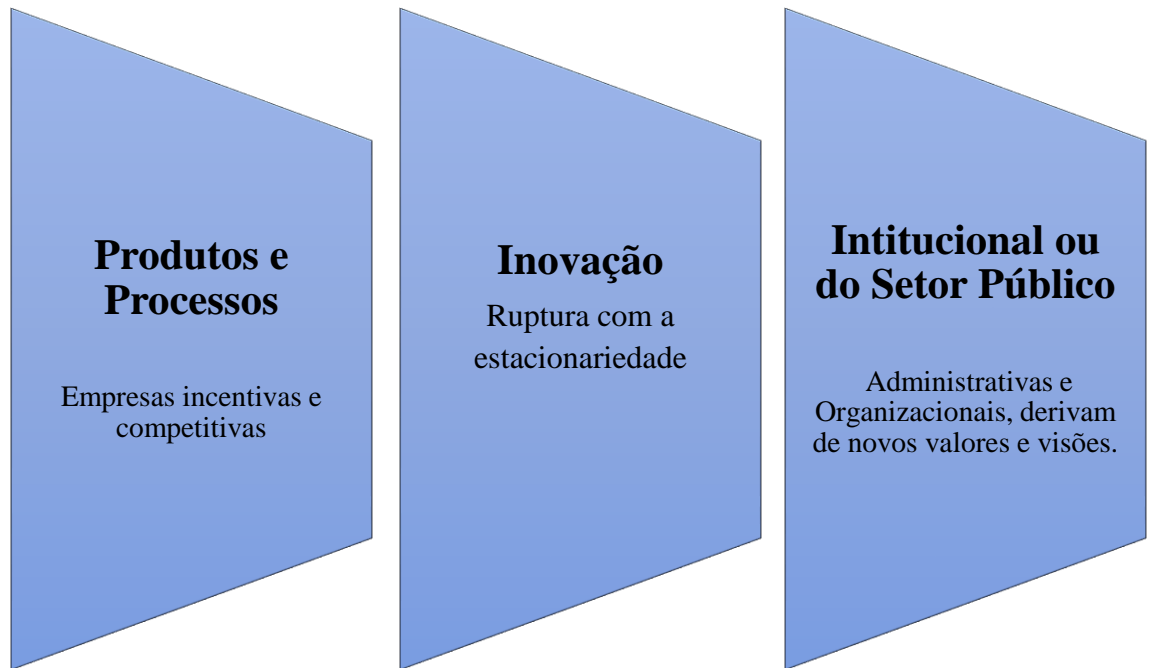 Produtos e
Processos
Empresas incentivas e
competitivas
Inovação
Ruptura com a
estacionariedade
Intitucional ou
do Setor Público
Administrativas e
Organizacionais, derivam
de novos valores e visões.